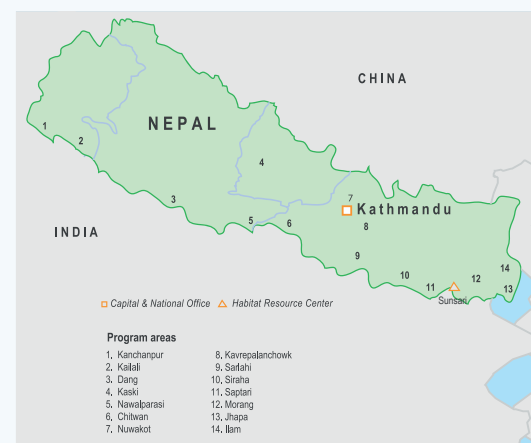 CHINA
NEPAL
1
2
4
3
7
Kathmandu
5
6
8
INDIA
9
10
11
12
14
13
Sunsari
Capital & National Office
Habitat Resource Center
Program areas
1. Kanchanpur
2. Kailali
3. Dang
4. Kaski
5. Nawalparasi
6. Chitwan
7. Nuwakot
8. Kavrepalanchowk
9. Sarlahi
10. Siraha
11. Saptari
12. Morang
13. Jhapa
14. Ilam